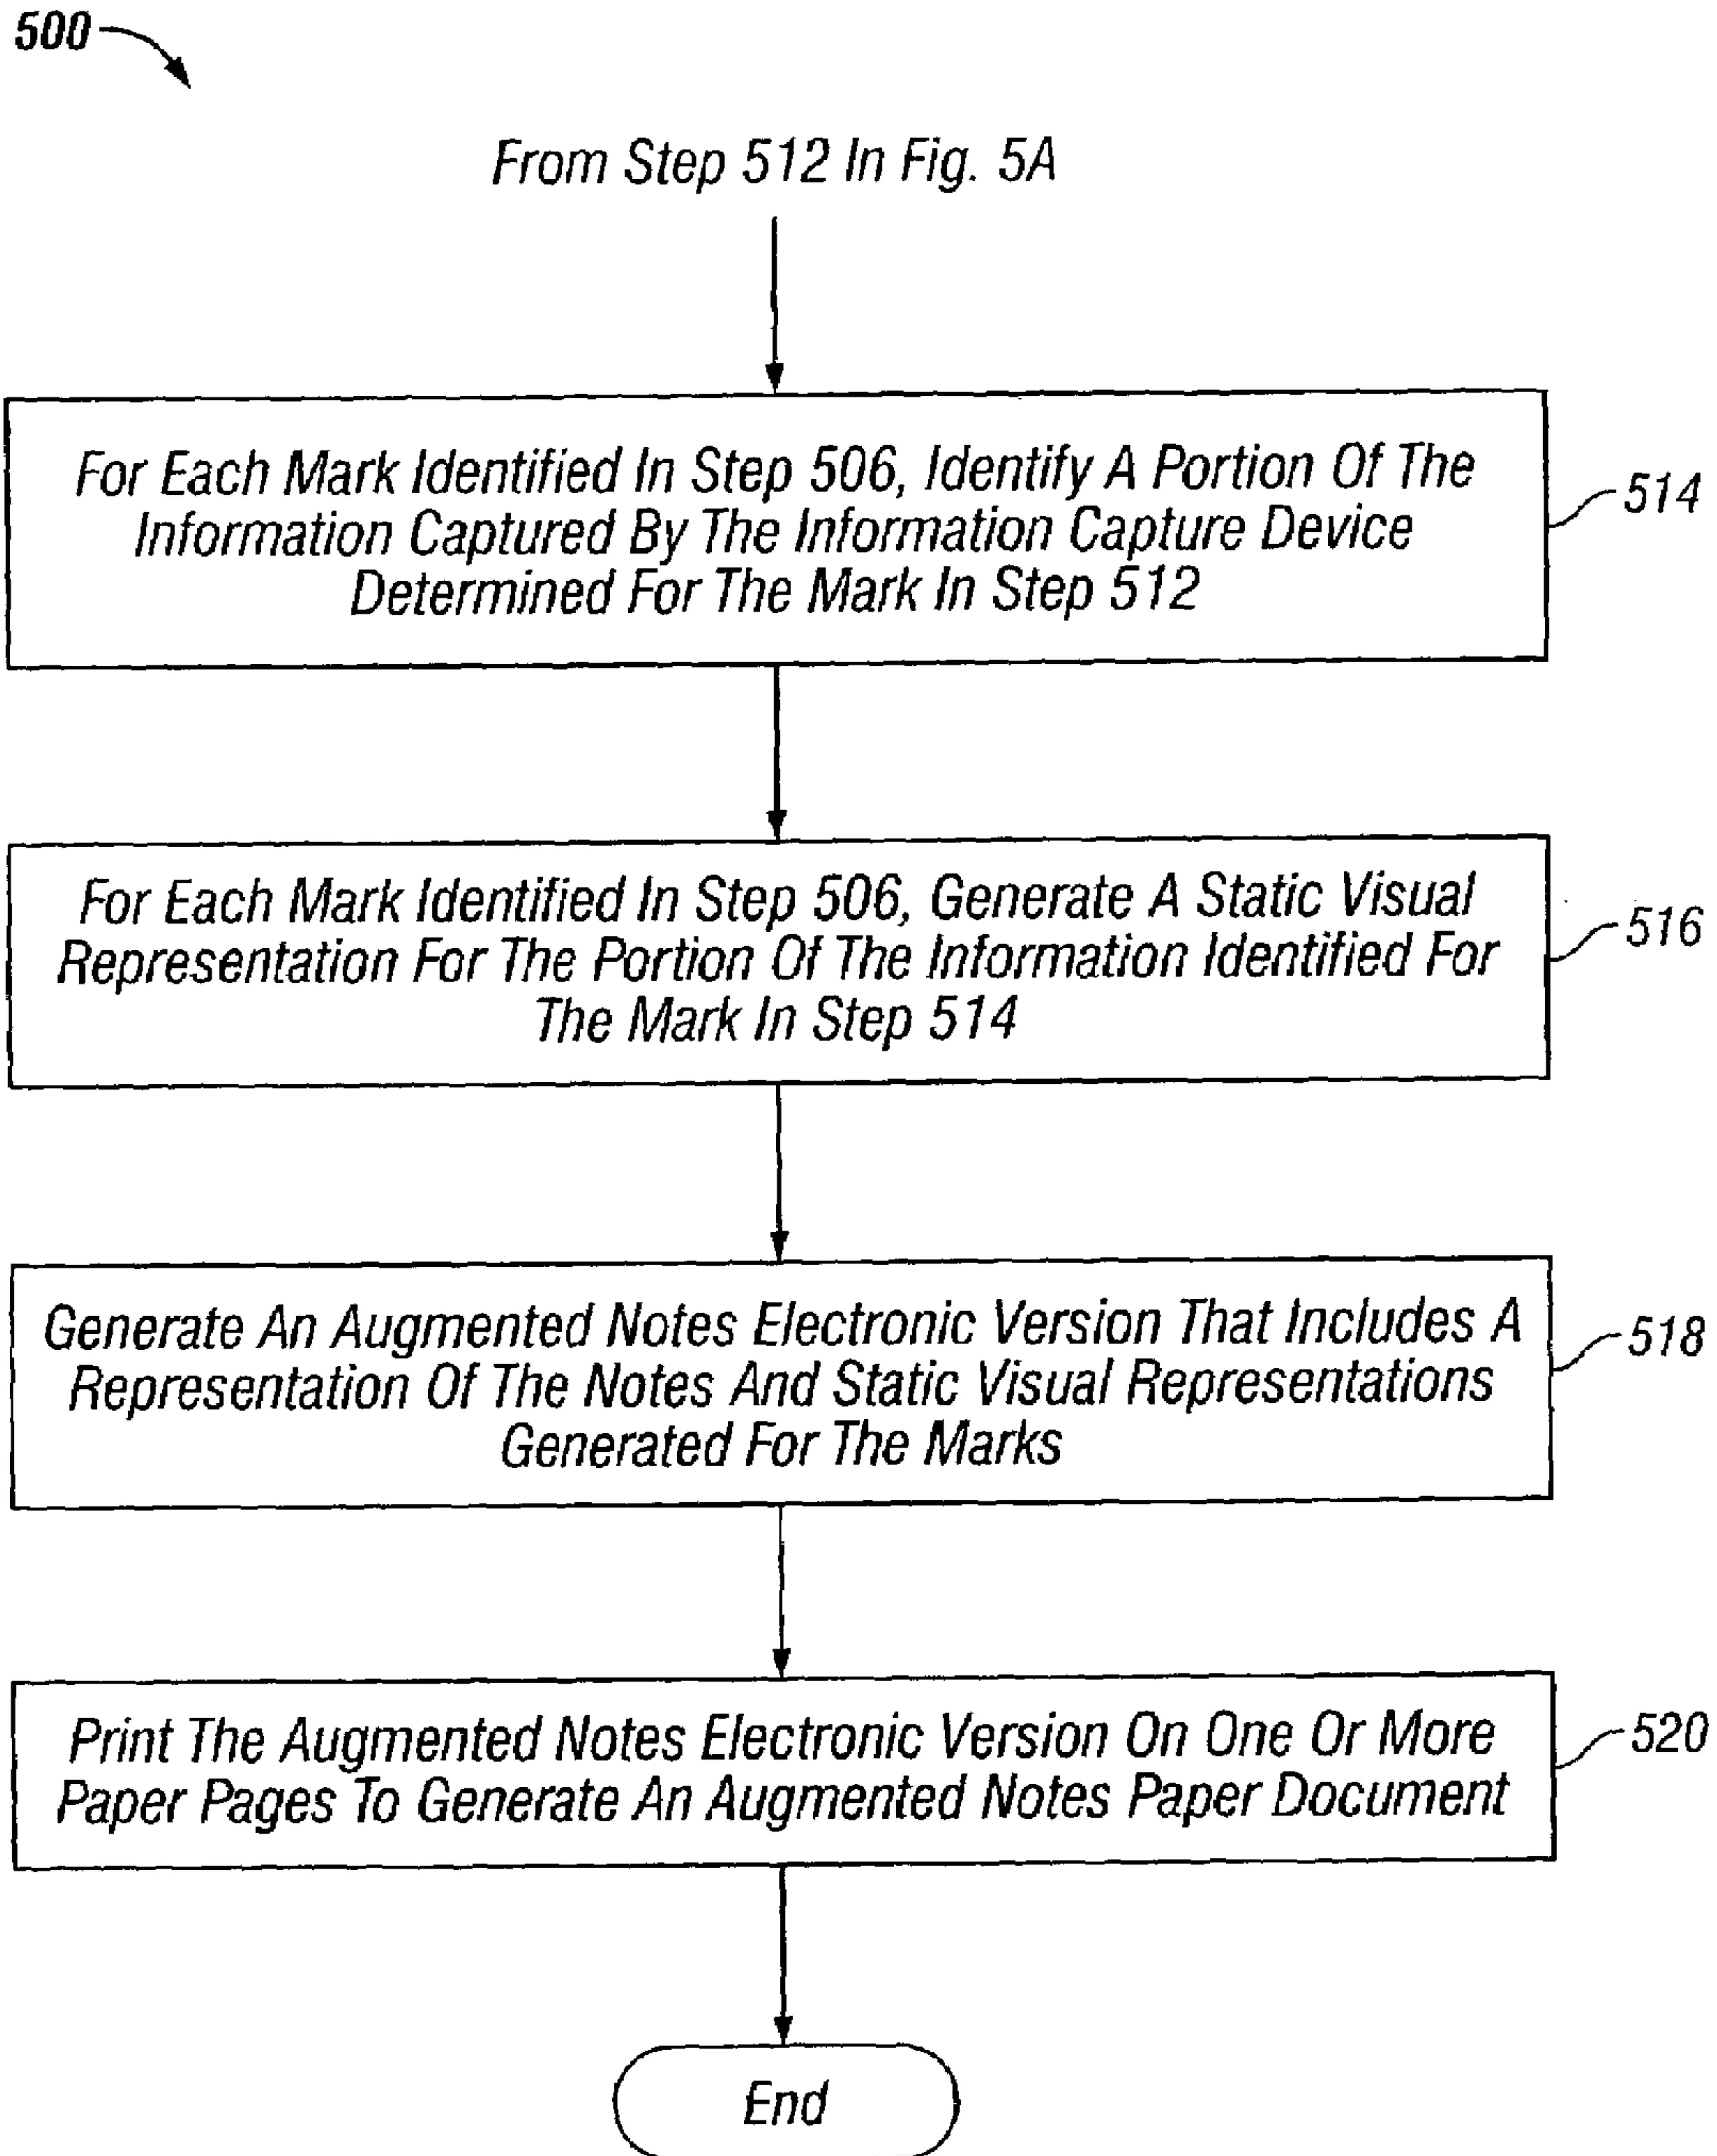 500
From Step 512 In Fig. 5A
For Each Mark Identified In Step 506, Identify A Portion Of The
Information Captured By The Information Capture Device
Determined For The Mark In Step 512
514
For Each Mark Identified In Step 506, Generate A Static Visual
Representation For The Portion Of The Information Identified For
The Mark In Step 514
516
Generate An Augmented Notes Electronic Version That Includes A
Representation Of The Notes And Static Visual Representations
Generated For The Marks
518
Print The Augmented Notes Electronic Version On One Or More
Paper Pages To Generate An Augmented Notes Paper Document
520
End